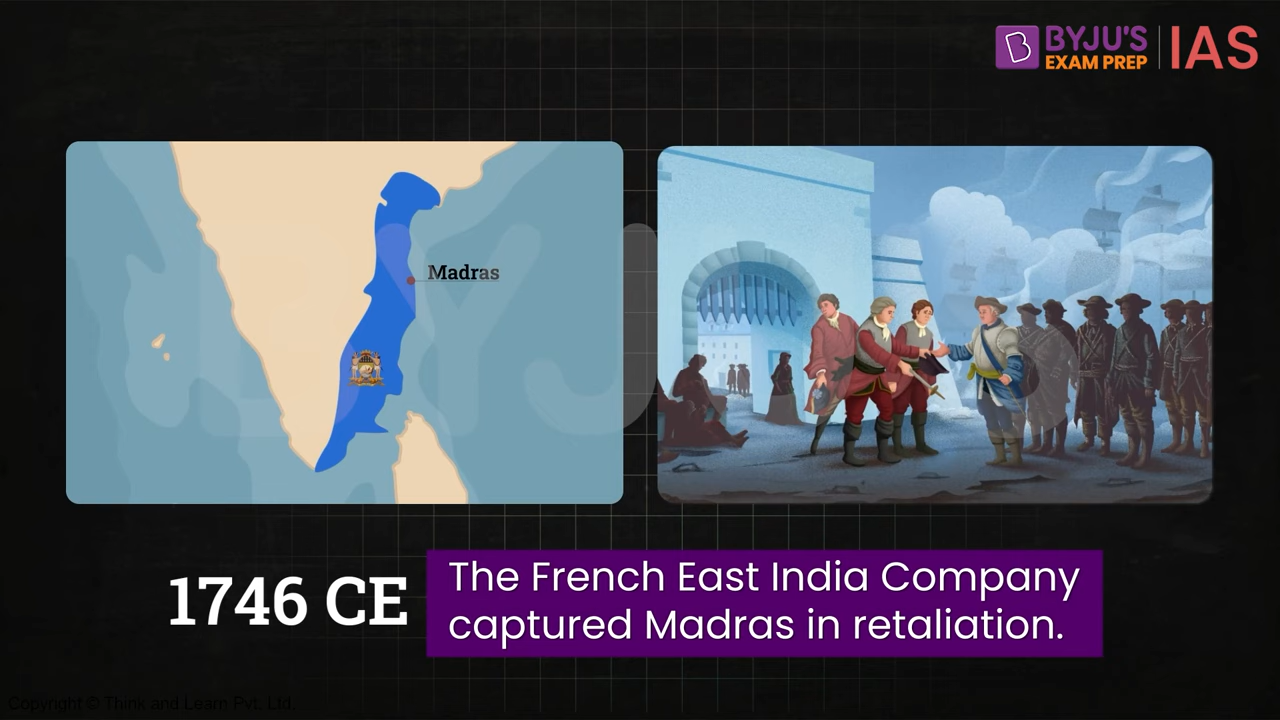 BYJU'S
EXAM PREP
IAS
Madras
BYJU
1746 CE
The French East India Company
captured Madras in retaliation.
Copyright © Think and Learn Pvt. Ltd.